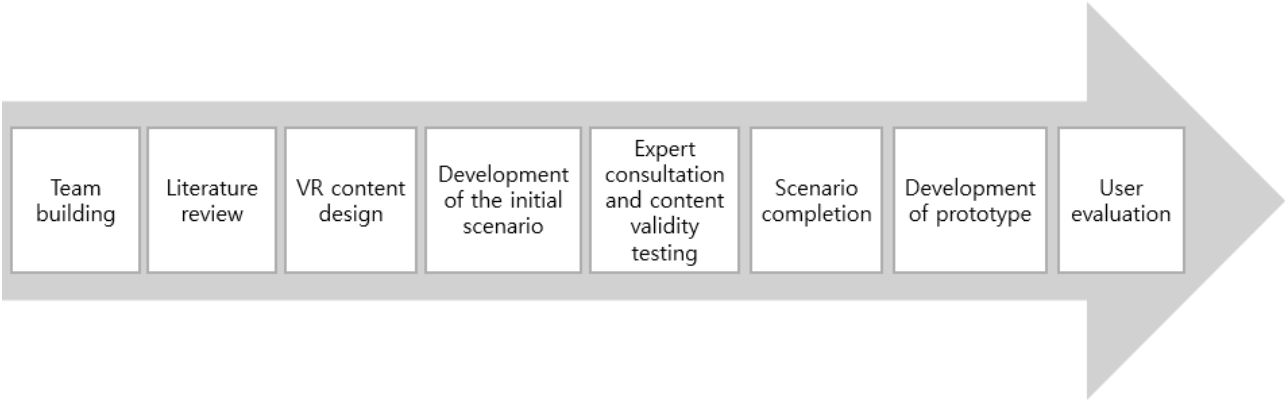 Team
building
Literature
review
VR content
design
Development
of the initial
scenario
Expert
consultation
and content
validity
testing
Scenario
completion
Development
of prototype
User
evaluation